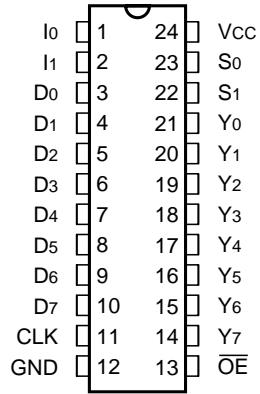 I0 1 24 VCC
I1 2 23 S0
D0 3 22 S1
D1 4 21 Y0
D2 5 20 Y1
D3 6 19 Y2
D4 7 18 Y3
D5 8 17 Y4
D6 9 16 Y5
D7 10 15 Y6
CLK 11 14 Y7
GND 12 13 O̅E̅